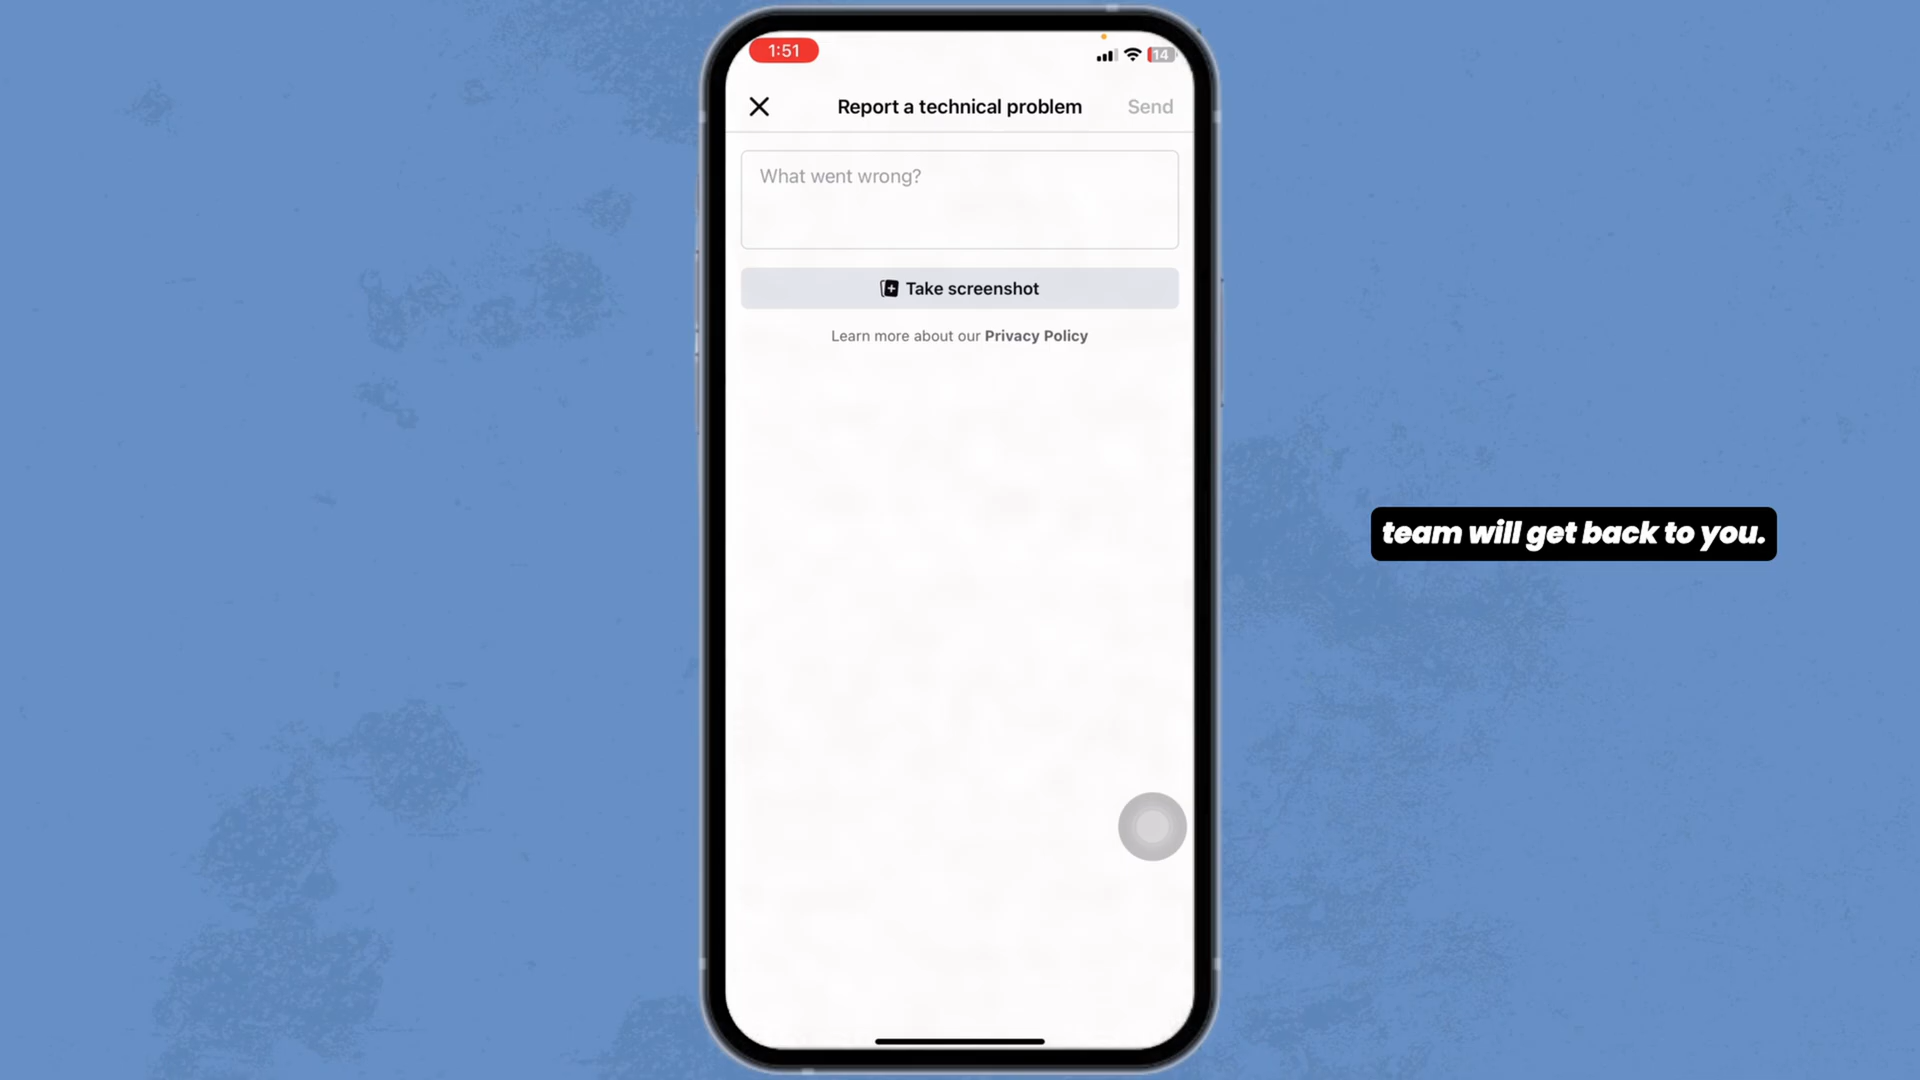 1:51
14
Report a technical problem
Send
What went wrong?
Take screenshot
Learn more about our Privacy Policy
team will get back to you.